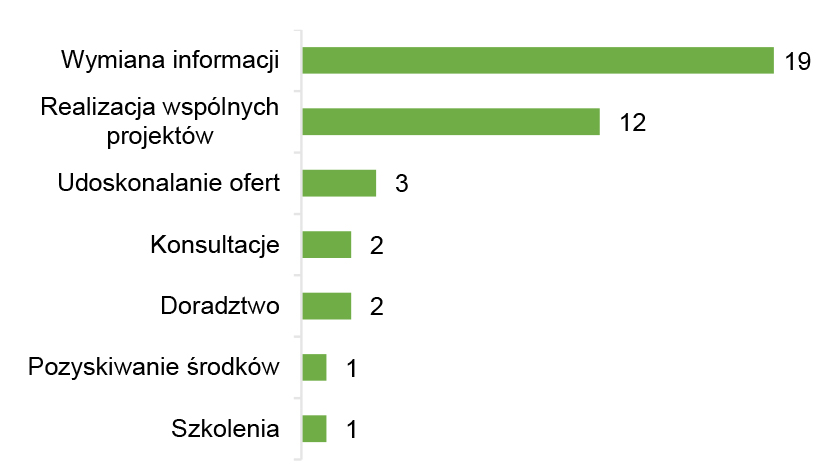 Wymiana informacji 19
Realizacja wspólnych
projektów 12
Udoskonalanie ofert 3
Konsultacje 2
Doradztwo 2
Pozyskiwanie środków 1
Szkolenia 1